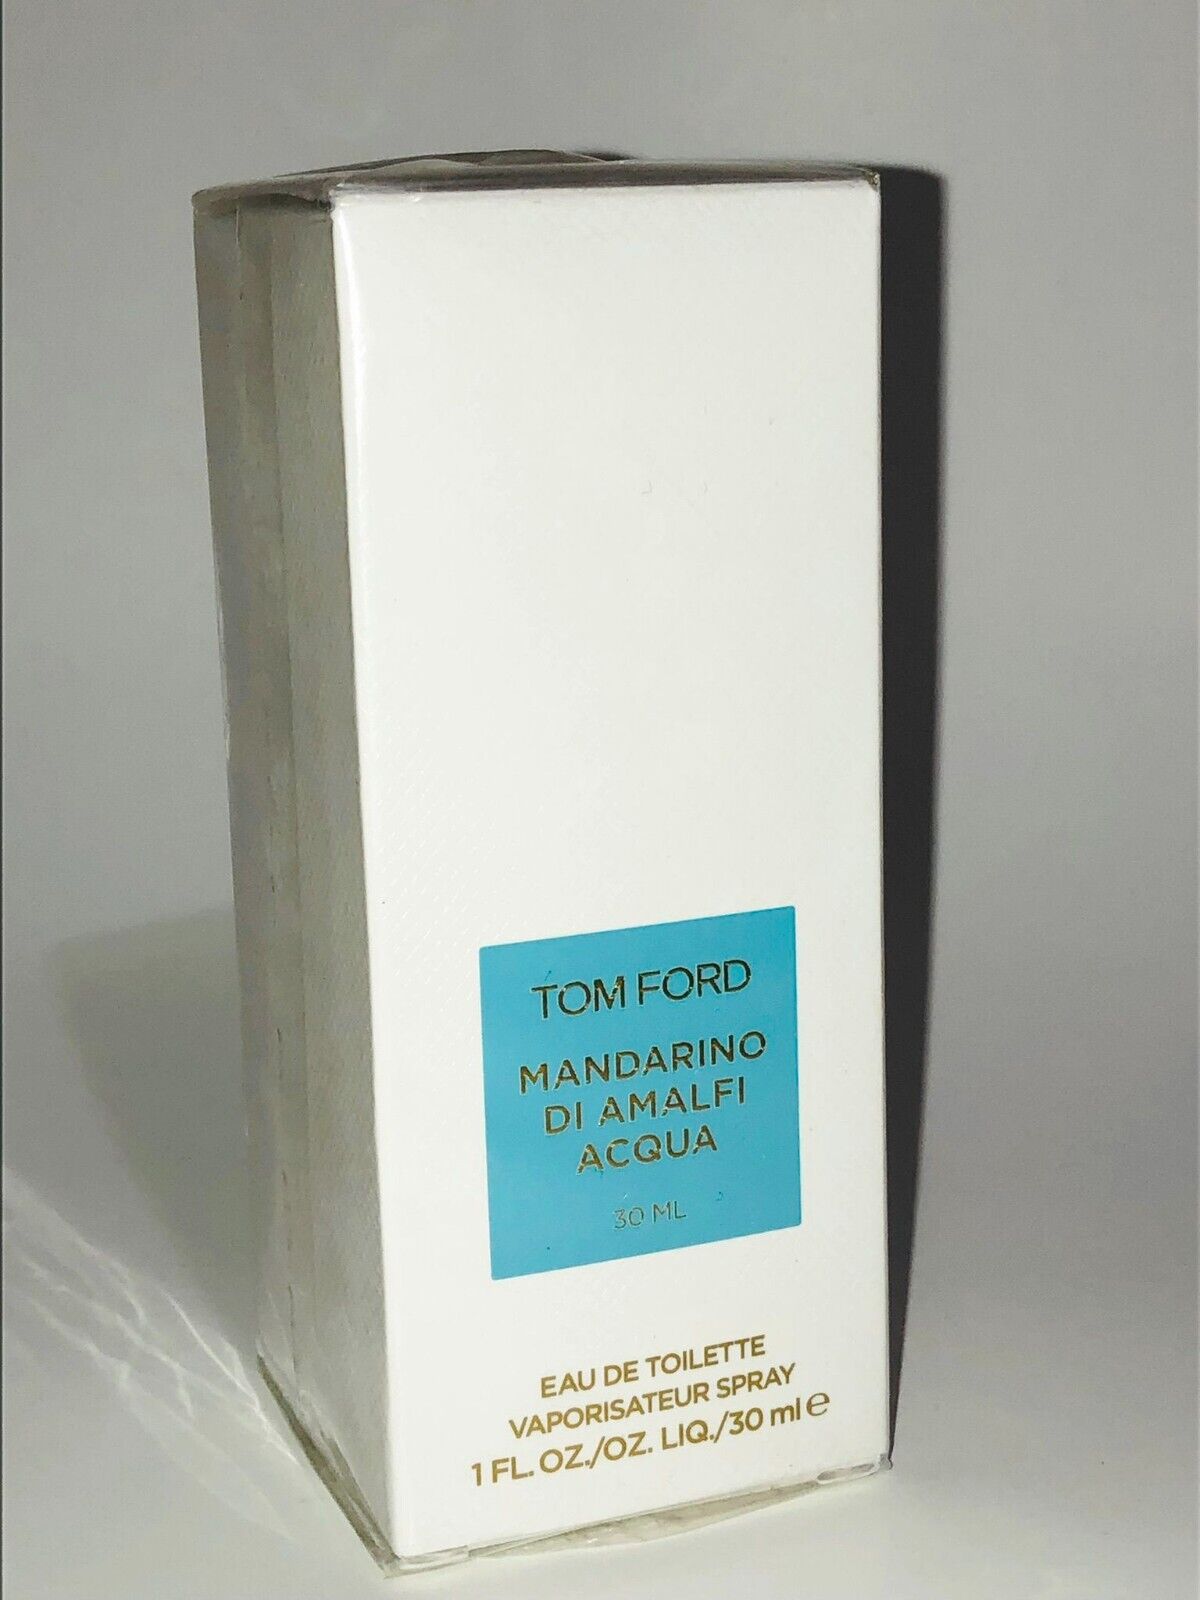 TOM FORD
MANDARINO
DI AMALFI
ACQUA
30 ML
EAU DE TOILETTE
VAPORISATEUR SPRAY
1 FL. OZ./OZ. LIQ./30 ml ℮